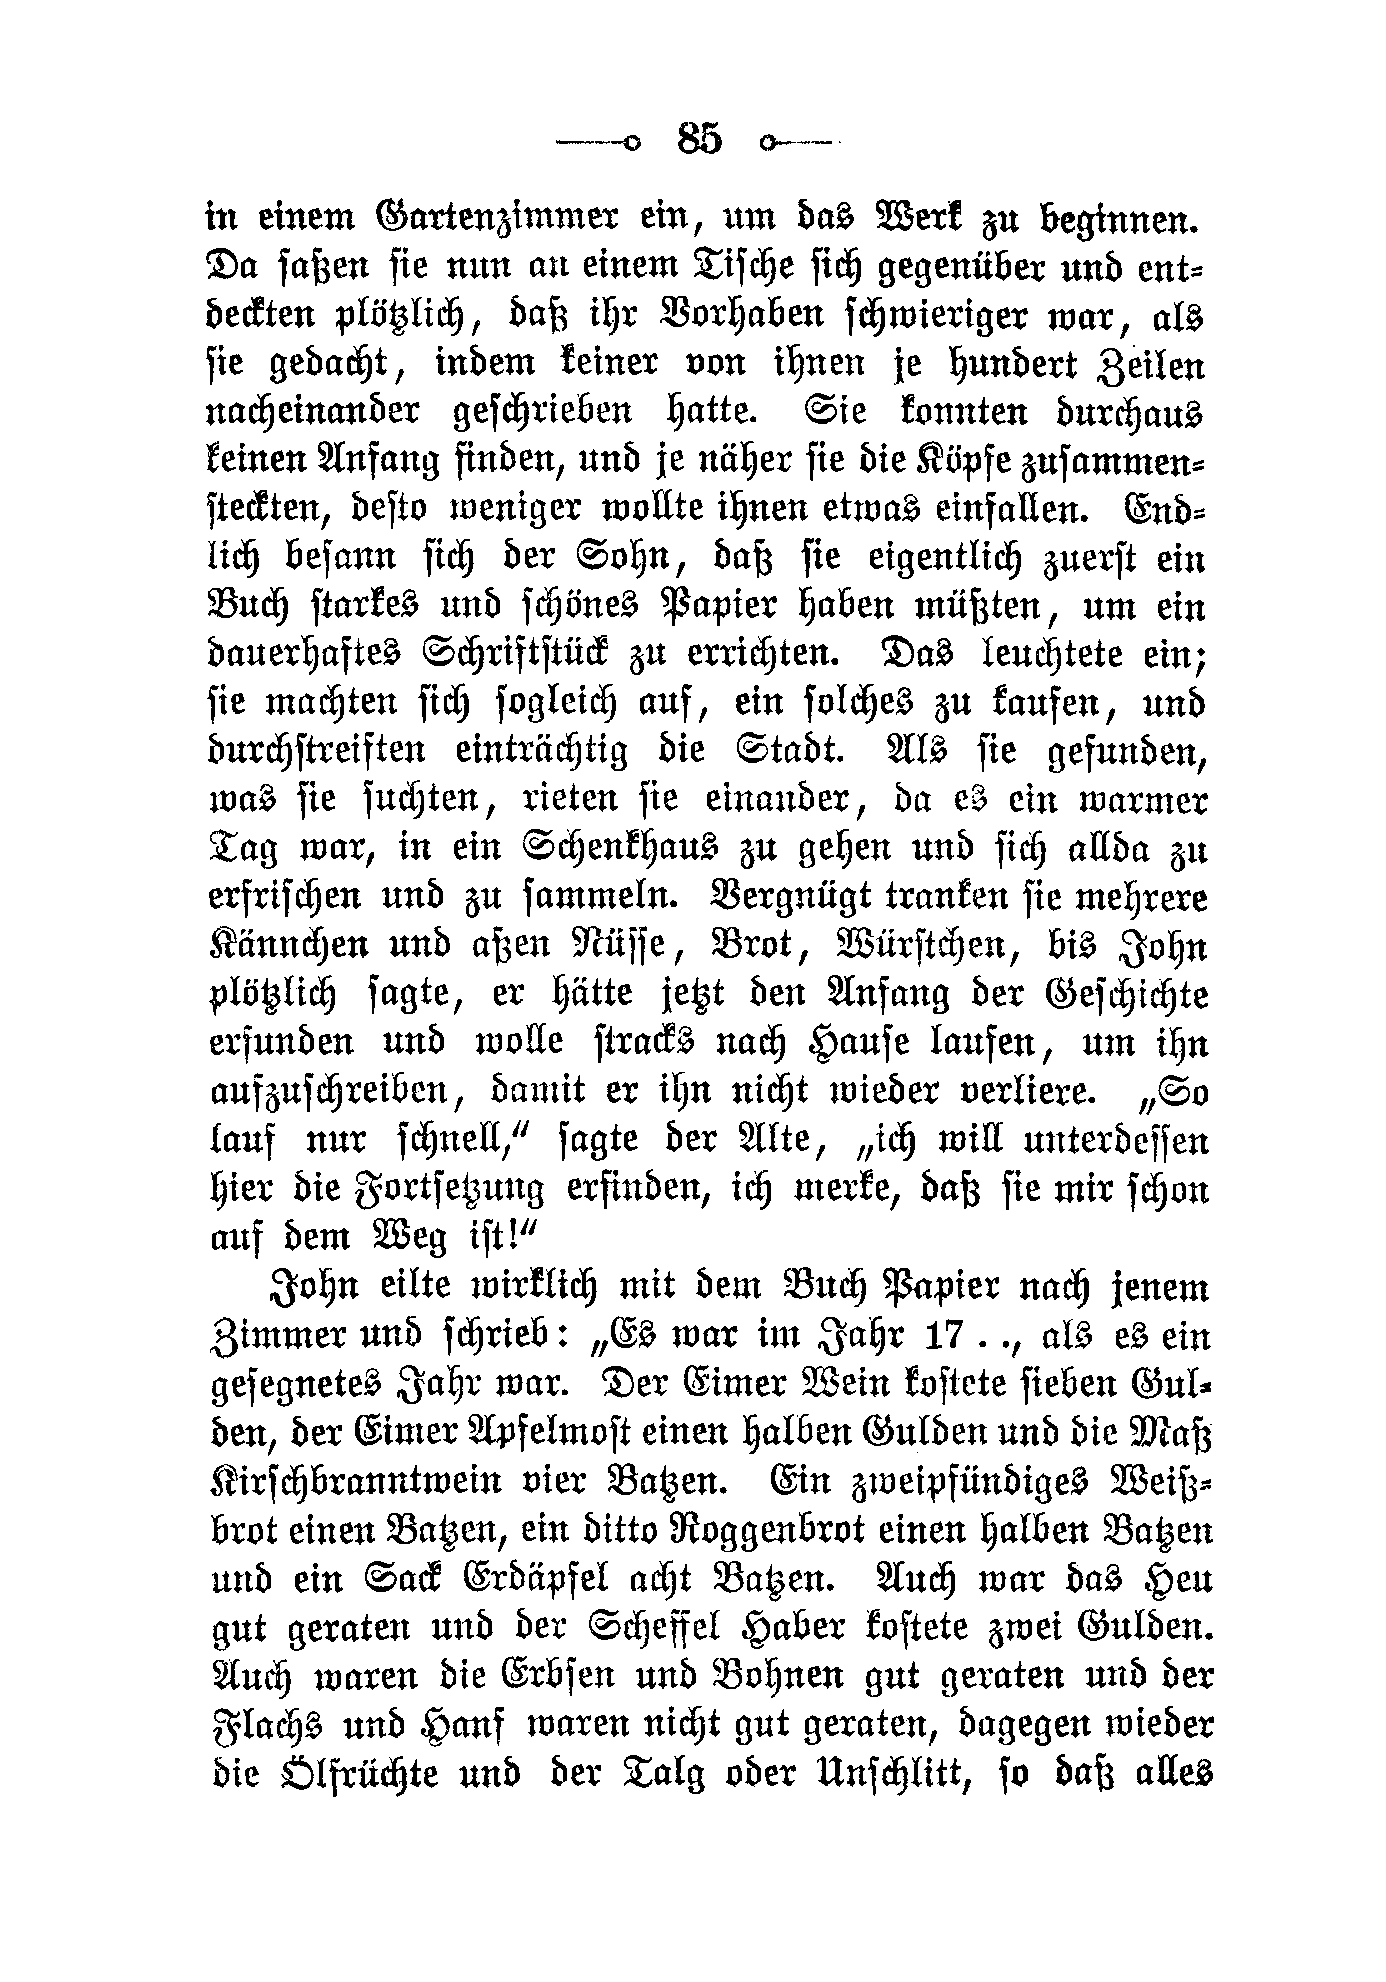 85
in einem Gartenzimmer ein, um das Werk zu beginnen.
Da saßen sie nun an einem Tische sich gegenüber und ent-
deckten plötzlich, daß ihr Vorhaben schwieriger war, als
sie gedacht, indem keiner von ihnen je hundert Zeilen
nacheinander geschrieben hatte. Sie konnten durchaus
keinen Anfang finden, und je näher sie die Köpfe zusammen-
steckten, desto weniger wollte ihnen etwas einfallen. End-
lich besann sich der Sohn, daß sie eigentlich zuerst ein
Buch starkes und schönes Papier haben müßten, um ein
dauerhaftes Schriftstück zu errichten. Das leuchtete ein;
sie machten sich sogleich auf, ein solches zu kaufen, und
durchstreiften einträchtig die Stadt. Als sie gefunden,
was sie suchten, rieten sie einander, da es ein warmer
Tag war, in ein Schenkhaus zu gehen und sich allda zu
erfrischen und zu sammeln. Vergnügt tranken sie mehrere
Kännchen und aßen Nüsse, Brot, Würstchen, bis John
plötzlich sagte, er hätte jetzt den Anfang der Geschichte
erfunden und wolle stracks nach Hause laufen, um ihn
aufzuschreiben, damit er ihn nicht wieder verliere. „So
lauf nur schnell,“ sagte der Alte, „ich will unterdessen
hier die Fortsetzung erfinden, ich merke, daß sie mir schon
auf dem Weg ist!“
John eilte wirklich mit dem Buch Papier nach jenem
Zimmer und schrieb: „Es war im Jahr 17 . ., als es ein
gesegnetes Jahr war. Der Eimer Wein kostete sieben Gul-
den, der Eimer Apfelmost einen halben Gulden und die Maß
Kirschbranntwein vier Batzen. Ein zweipfündiges Weiß-
brot einen Batzen, ein ditto Roggenbrot einen halben Batzen
und ein Sack Erdäpfel acht Batzen. Auch war das Heu
gut geraten und der Scheffel Haber kostete zwei Gulden.
Auch waren die Erbsen und Bohnen gut geraten und der
Flachs und Hanf waren nicht gut geraten, dagegen wieder
die Ölfrüchte und der Talg oder Unschlitt, so daß alles